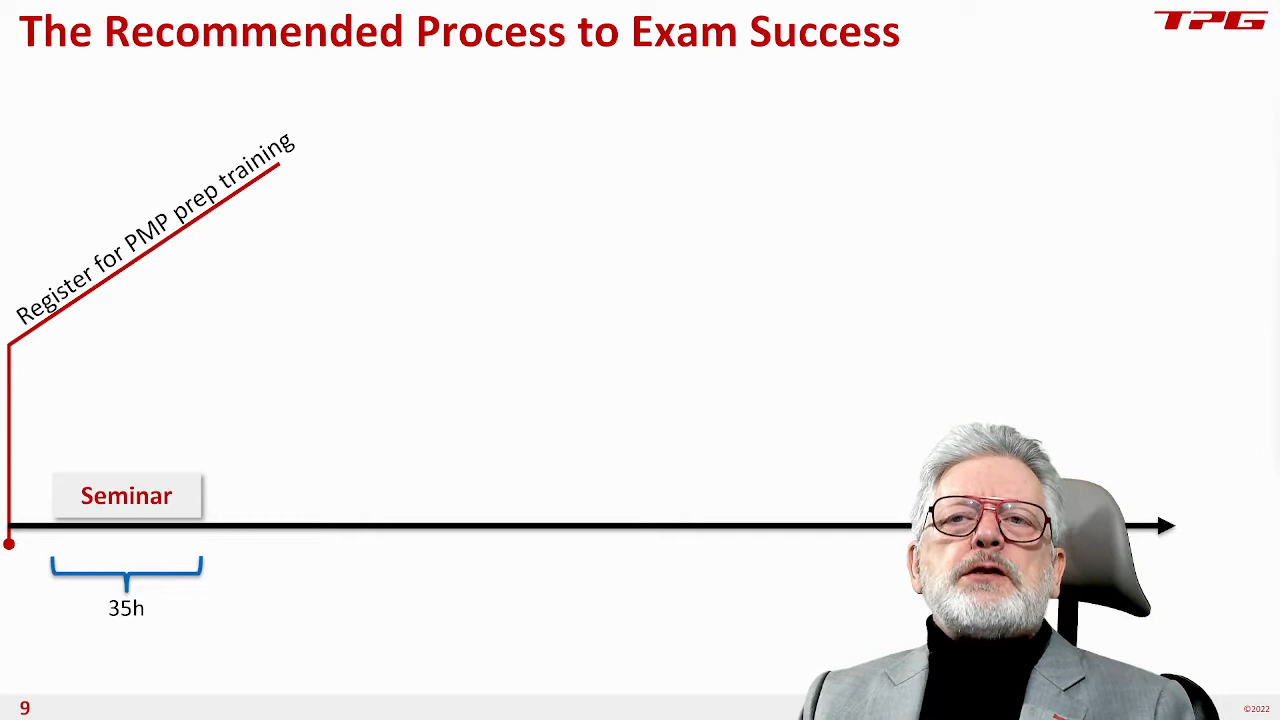 The Recommended Process to Exam Success
TPG
Register for PMP prep training
Seminar
35h
9
©2022